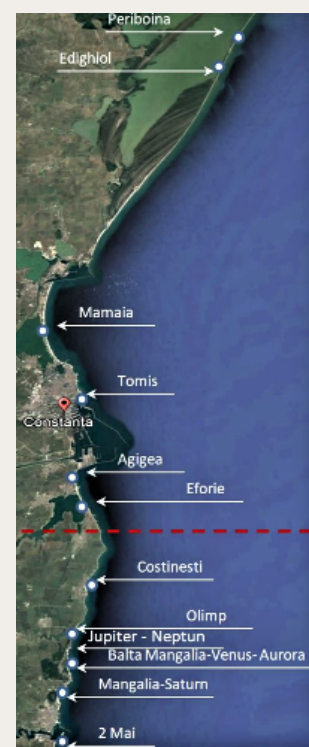 Periboina
Edighiol
Mamaia
Tomis
Constanta
Agigea
Eforie
Costinesti
Olimp
Jupiter - Neptun
Balta Mangalia-Venus-Aurora
Mangalia-Saturn
2 Mai